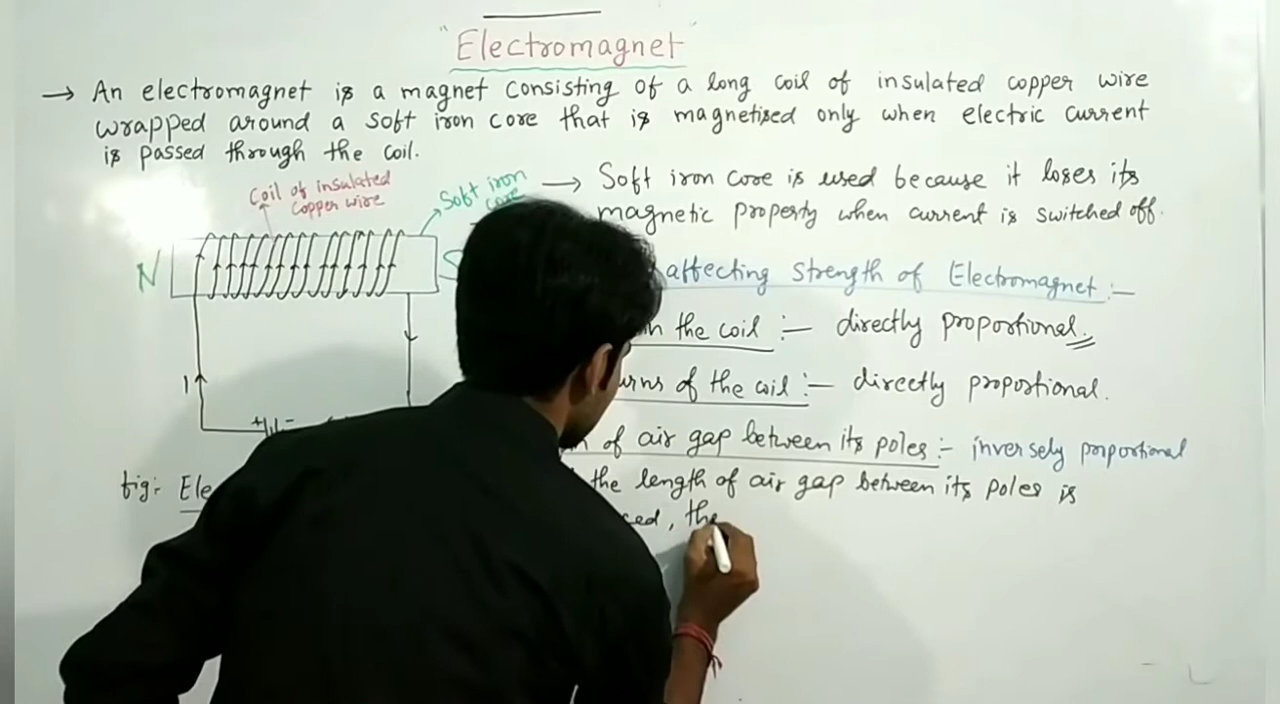 "Electromagnet"
→ An electromagnet is a magnet consisting of a long coil of insulated copper wire
wrapped around a soft iron core that is magnetised only when electric current
is passed through the coil.
Coil of insulated
Copper wire
Soft iron
core
N
S
I
+
-
fig:-
→ Soft iron core is used because it loses its
magnetic property when current is switched off.
affecting strength of Electromagnet :-
in the coil :- directly proportional.
turns of the coil :- directly proportional.
of air gap between its poles :- inversely proportional
the length of air gap between its poles is
, the